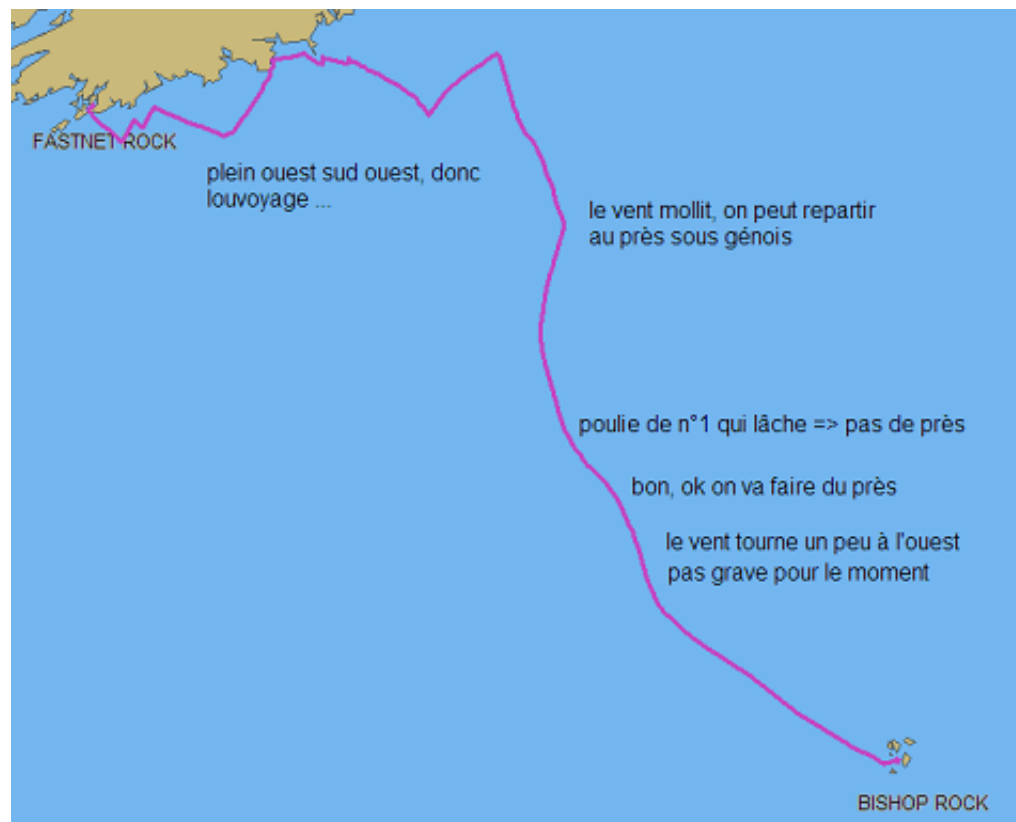 FASTNET ROCK
plein ouest sud ouest, donc
louvoyage ...
le vent mollit, on peut repartir
au près sous génois
poulie de n°1 qui lâche => pas de près
bon, ok on va faire du près
le vent tourne un peu à l'ouest
pas grave pour le moment
BISHOP ROCK